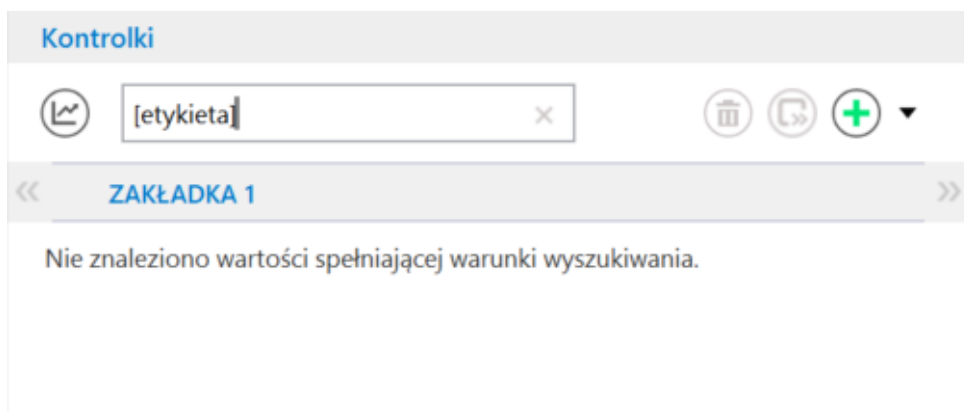 Kontrolki
[etykieta]
ZAKŁADKA 1
Nie znaleziono wartości spełniającej warunki wyszukiwania.